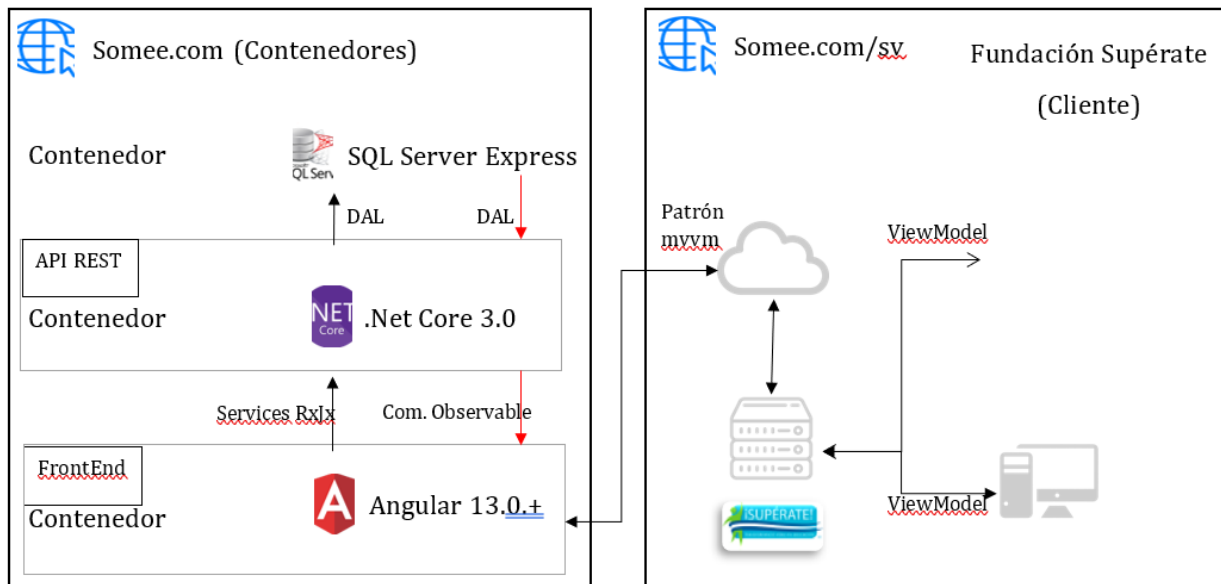 Somee.com (Contenedores)
Contenedor
QL Serv
SQL Server Express
DAL
DAL
API REST
Contenedor
NET
Core
.Net Core 3.0
Services RxJx
Com. Observable
FrontEnd
Contenedor
A
Angular 13.0.+
Somee.com/sv
Fundación Supérate
(Cliente)
Patrón
mvvm
ViewModel
ViewModel
¡SUPÉRATE!